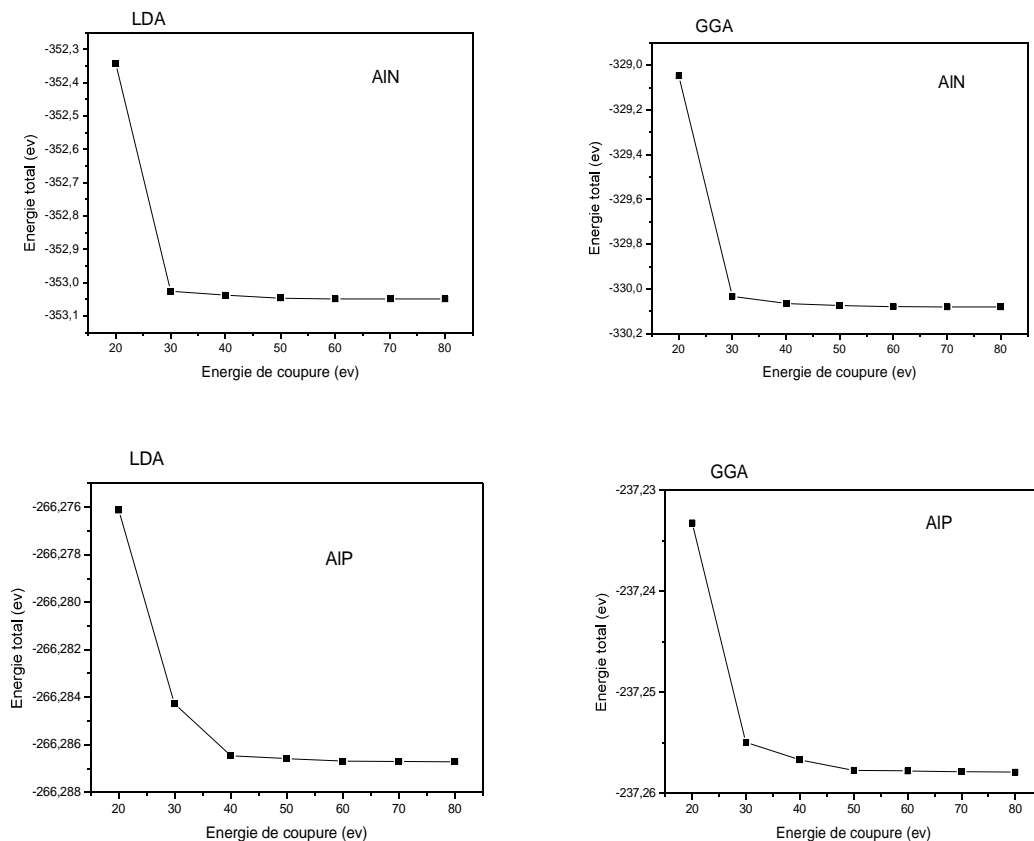 LDA
AlN
Energie total (ev)
-352,3
-352,4
-352,5
-352,6
-352,7
-352,8
-352,9
-353,0
-353,1
20 30 40 50 60 70 80
Energie de coupure (ev)
GGA
AlN
Energie total (ev)
-329,0
-329,2
-329,4
-329,6
-329,8
-330,0
-330,2
20 30 40 50 60 70 80
Energie de coupure (ev)
LDA
AlP
Energie total (ev)
-266,276
-266,278
-266,280
-266,282
-266,284
-266,286
-266,288
20 30 40 50 60 70 80
Energie de coupure (ev)
GGA
AlP
Energie total (ev)
-237,23
-237,24
-237,25
-237,26
20 30 40 50 60 70 80
Energie de coupure (ev)